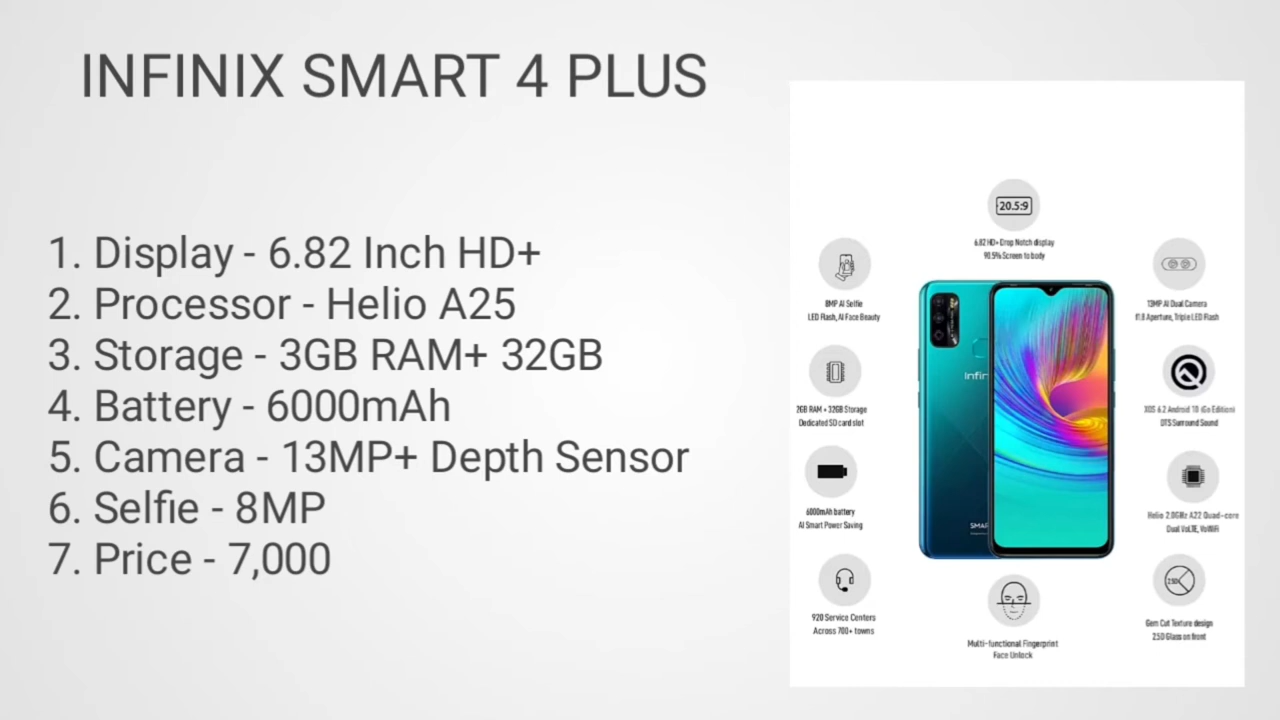 INFINIX SMART 4 PLUS
1. Display - 6.82 Inch HD+
2. Processor - Helio A25
3. Storage - 3GB RAM+ 32GB
4. Battery - 6000mAh
5. Camera - 13MP+ Depth Sensor
6. Selfie - 8MP
7. Price - 7,000
20.5:9
6.82 HD+ Drop Notch display
90.5% Screen to body
8MP AI Selfie
LED Flash, AI Face Beauty
13MP AI Dual Camera
f1.8 Aperture, Triple LED Flash
2GB RAM + 32GB Storage
Dedicated SD card slot
XOS 6.2 Android 10 (Go Edition)
DTS Surround Sound
6000mAh battery
AI Smart Power Saving
Helio 2.0GHz A22 Quad-core
Dual VoLTE, VoWiFi
920 Service Centers
Across 700+ towns
2.5D
Gem Cut Texture design
2.5D Glass on front
Multi-functional Fingerprint
Face Unlock
Infin
SMAR